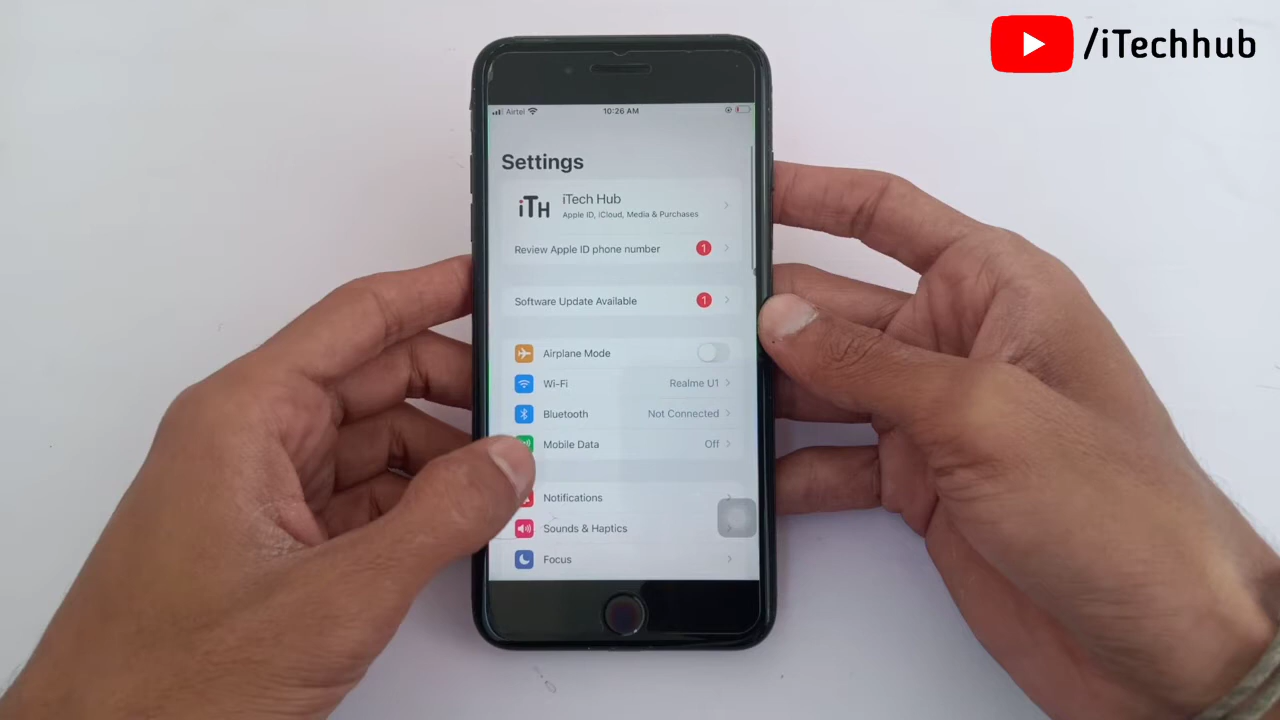 /iTechhub
Airtel 10:26 AM
Settings
iTH
iTech Hub
Apple ID, iCloud, Media & Purchases
Review Apple ID phone number 1
Software Update Available 1
Airplane Mode
Wi-Fi Realme U1
Bluetooth Not Connected
Mobile Data Off
Notifications
Sounds & Haptics
Focus